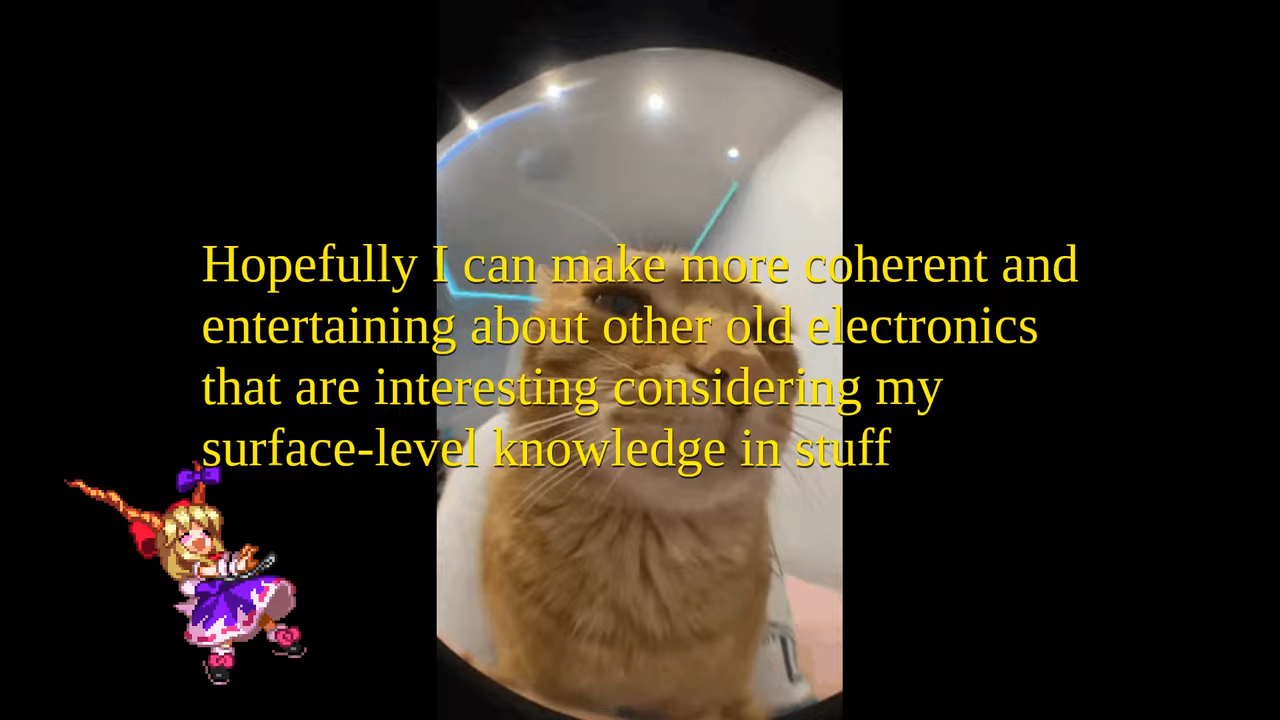 Hopefully I can make more coherent and
entertaining about other old electronics
that are interesting considering my
surface-level knowledge in stuff